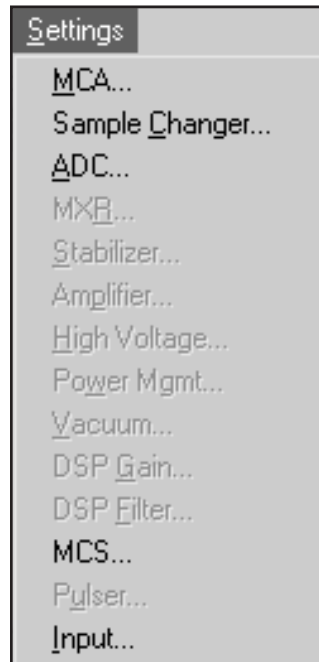 Settings
MCA...
Sample Changer...
ADC...
MXR...
Stabilizer...
Amplifier...
High Voltage...
Power Mgmt...
Vacuum...
DSP Gain...
DSP Filter...
MCS...
Pulser...
Input...